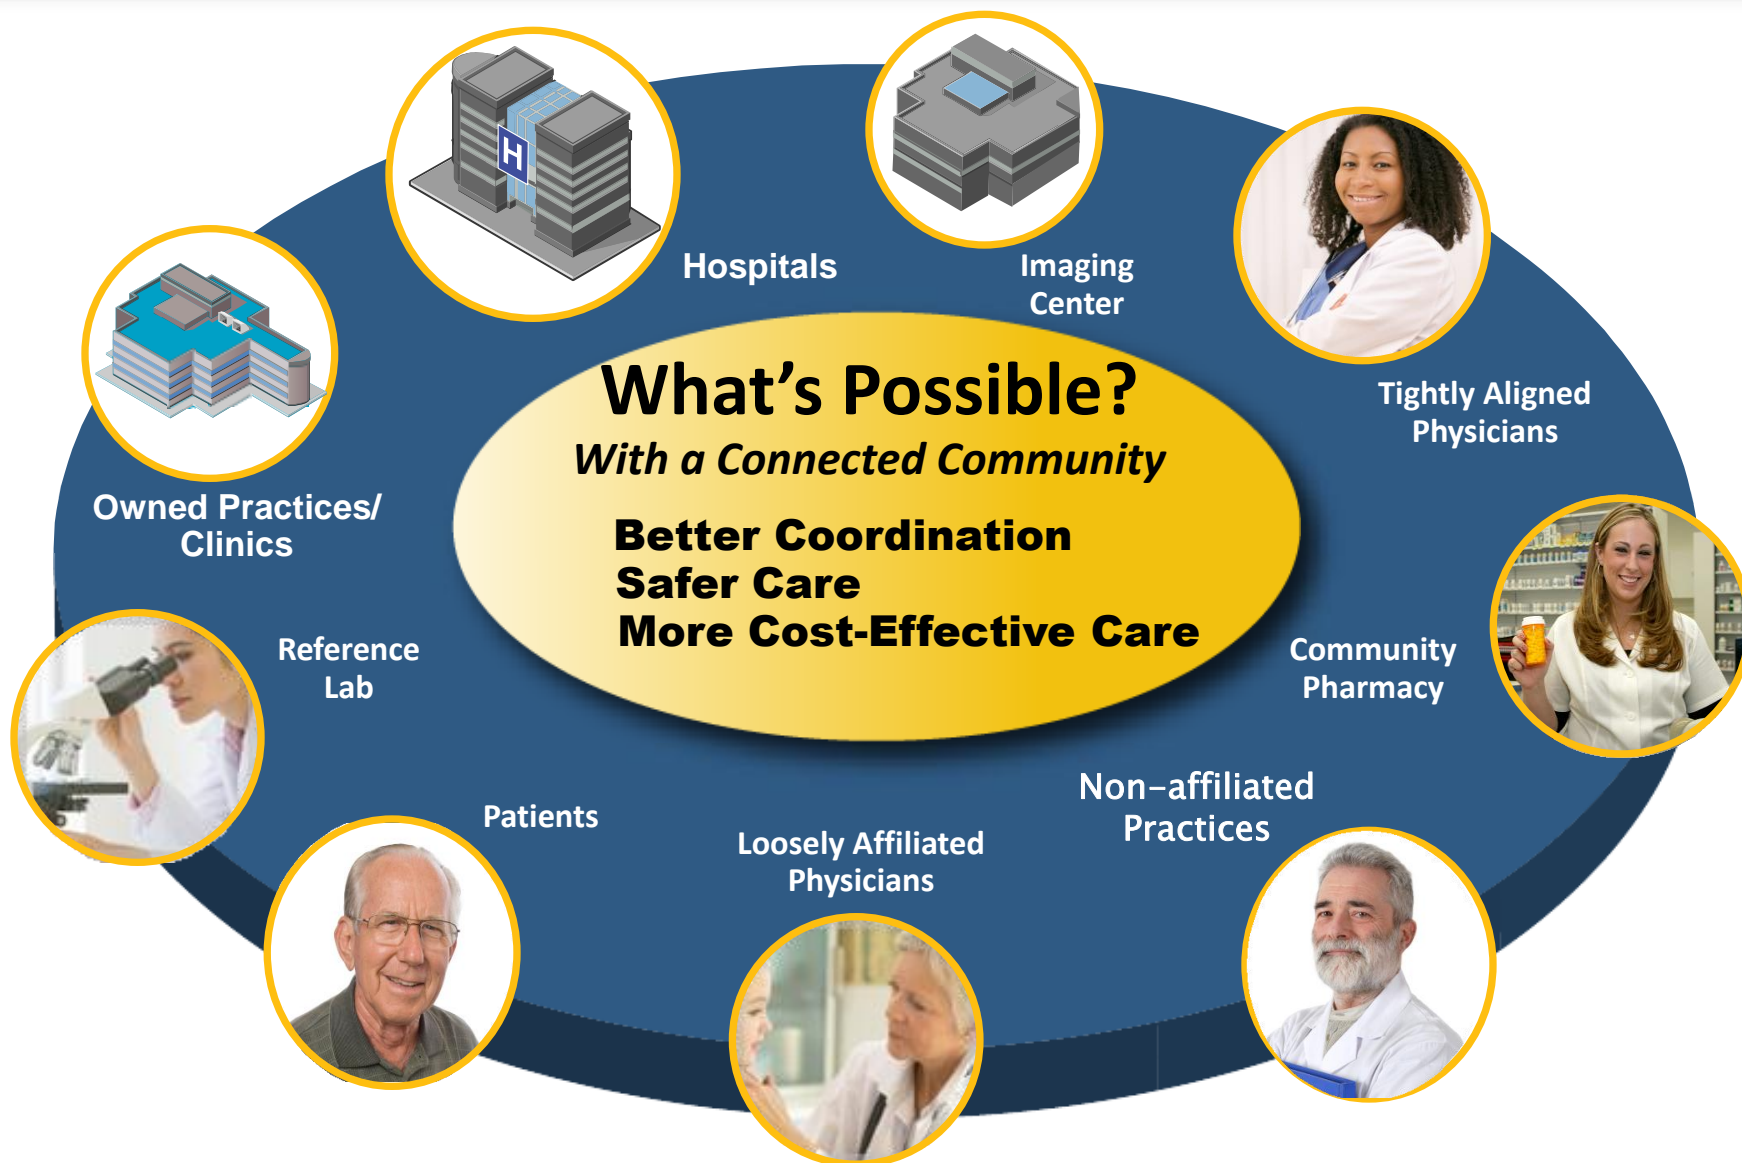 H
Hospitals
Imaging
Center
Tightly Aligned
Physicians
What's Possible?
With a Connected Community
Better Coordination
Safer Care
More Cost-Effective Care
Owned Practices/
Clinics
Reference
Lab
Community
Pharmacy
Patients
Loosely Affiliated
Physicians
Non-affiliated
Practices